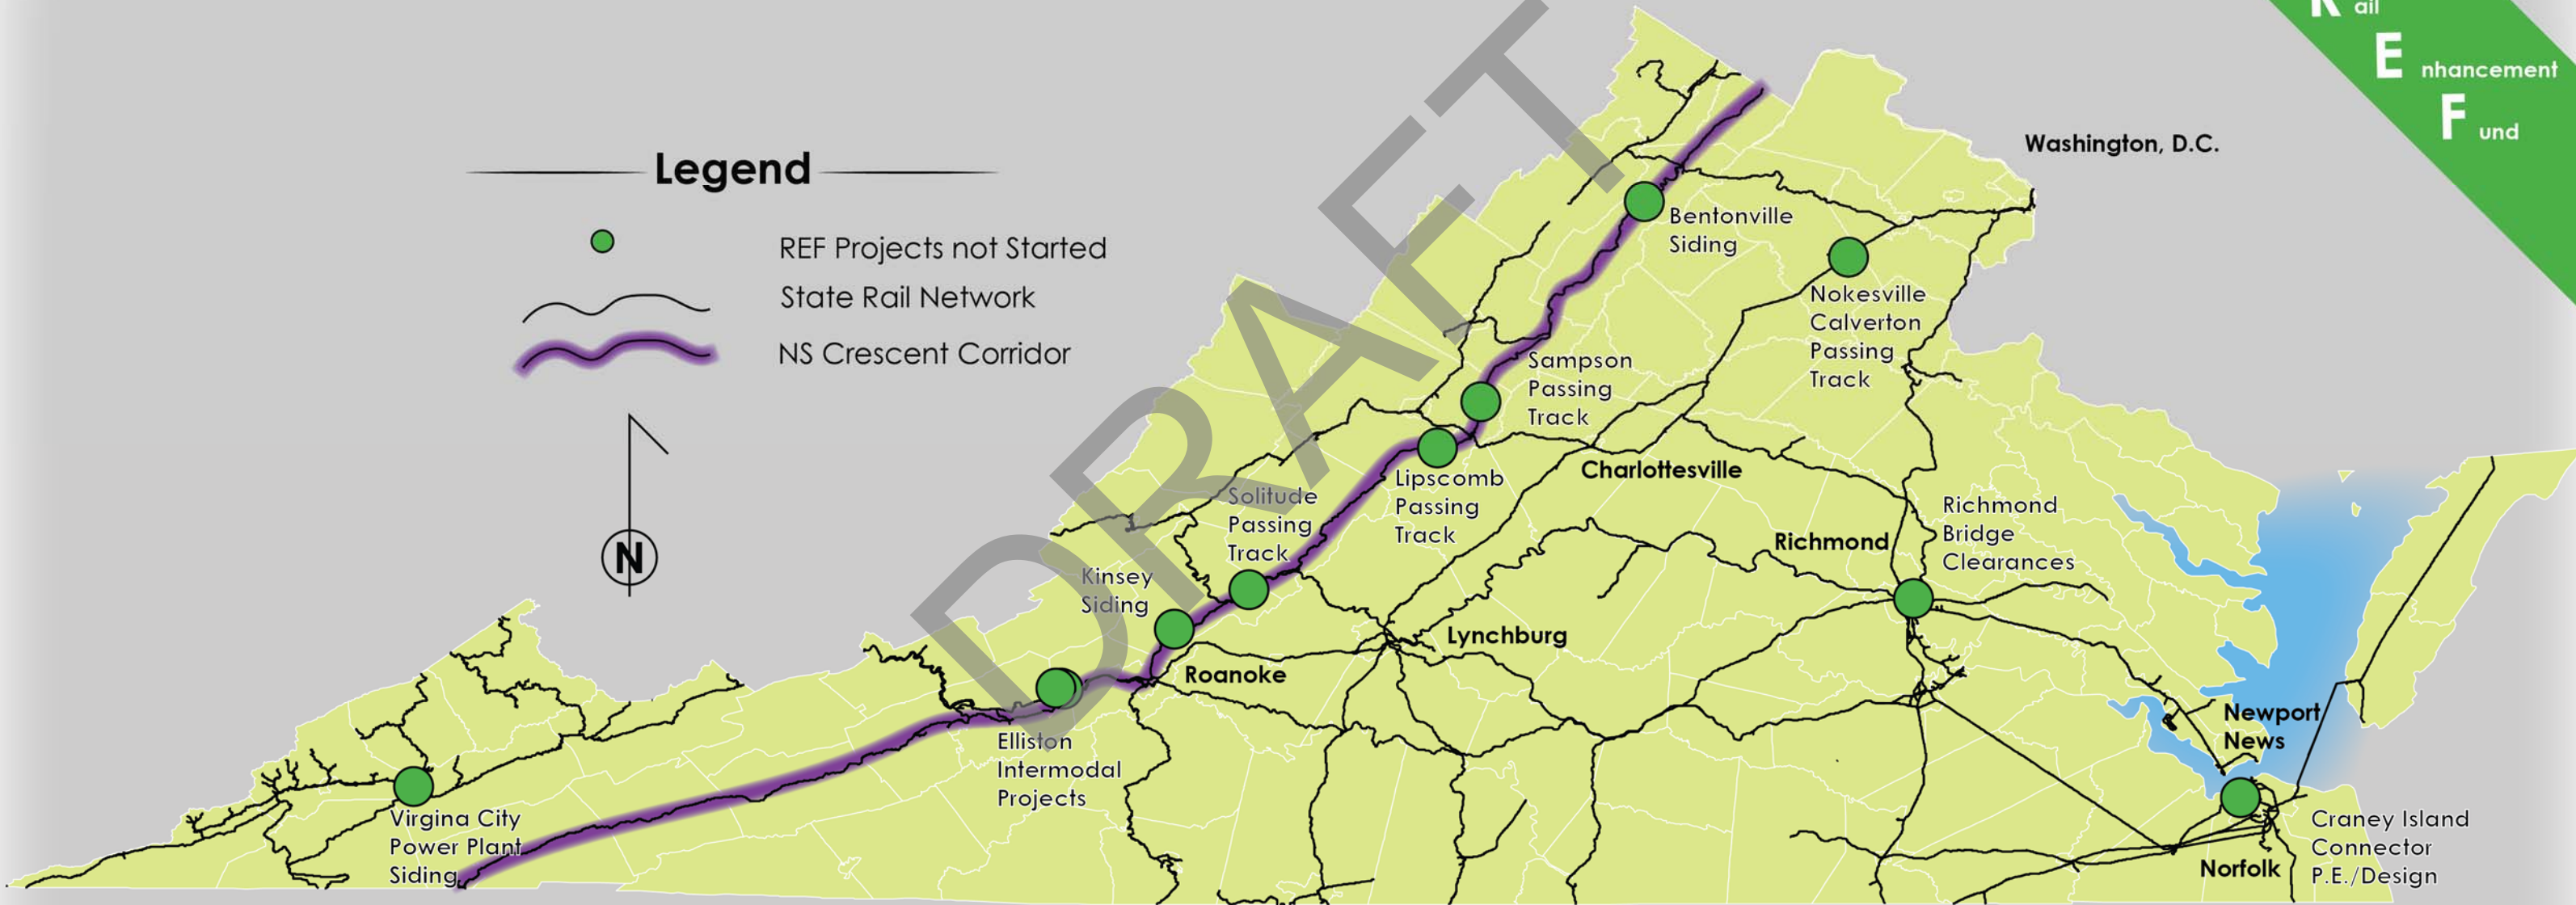 R ail
E nhancement
F und
Washington, D.C.
Legend
REF Projects not Started
State Rail Network
NS Crescent Corridor
N
DRAFT
Bentonville
Siding
Nokesville
Calverton
Passing
Track
Sampson
Passing
Track
Charlottesville
Lipscomb
Passing
Track
Solitude
Passing
Track
Richmond
Richmond
Bridge
Clearances
Kinsey
Siding
Lynchburg
Roanoke
Elliston
Intermodal
Projects
Newport
News
Virgina City
Power Plant
Siding
Craney Island
Connector
P.E./Design
Norfolk